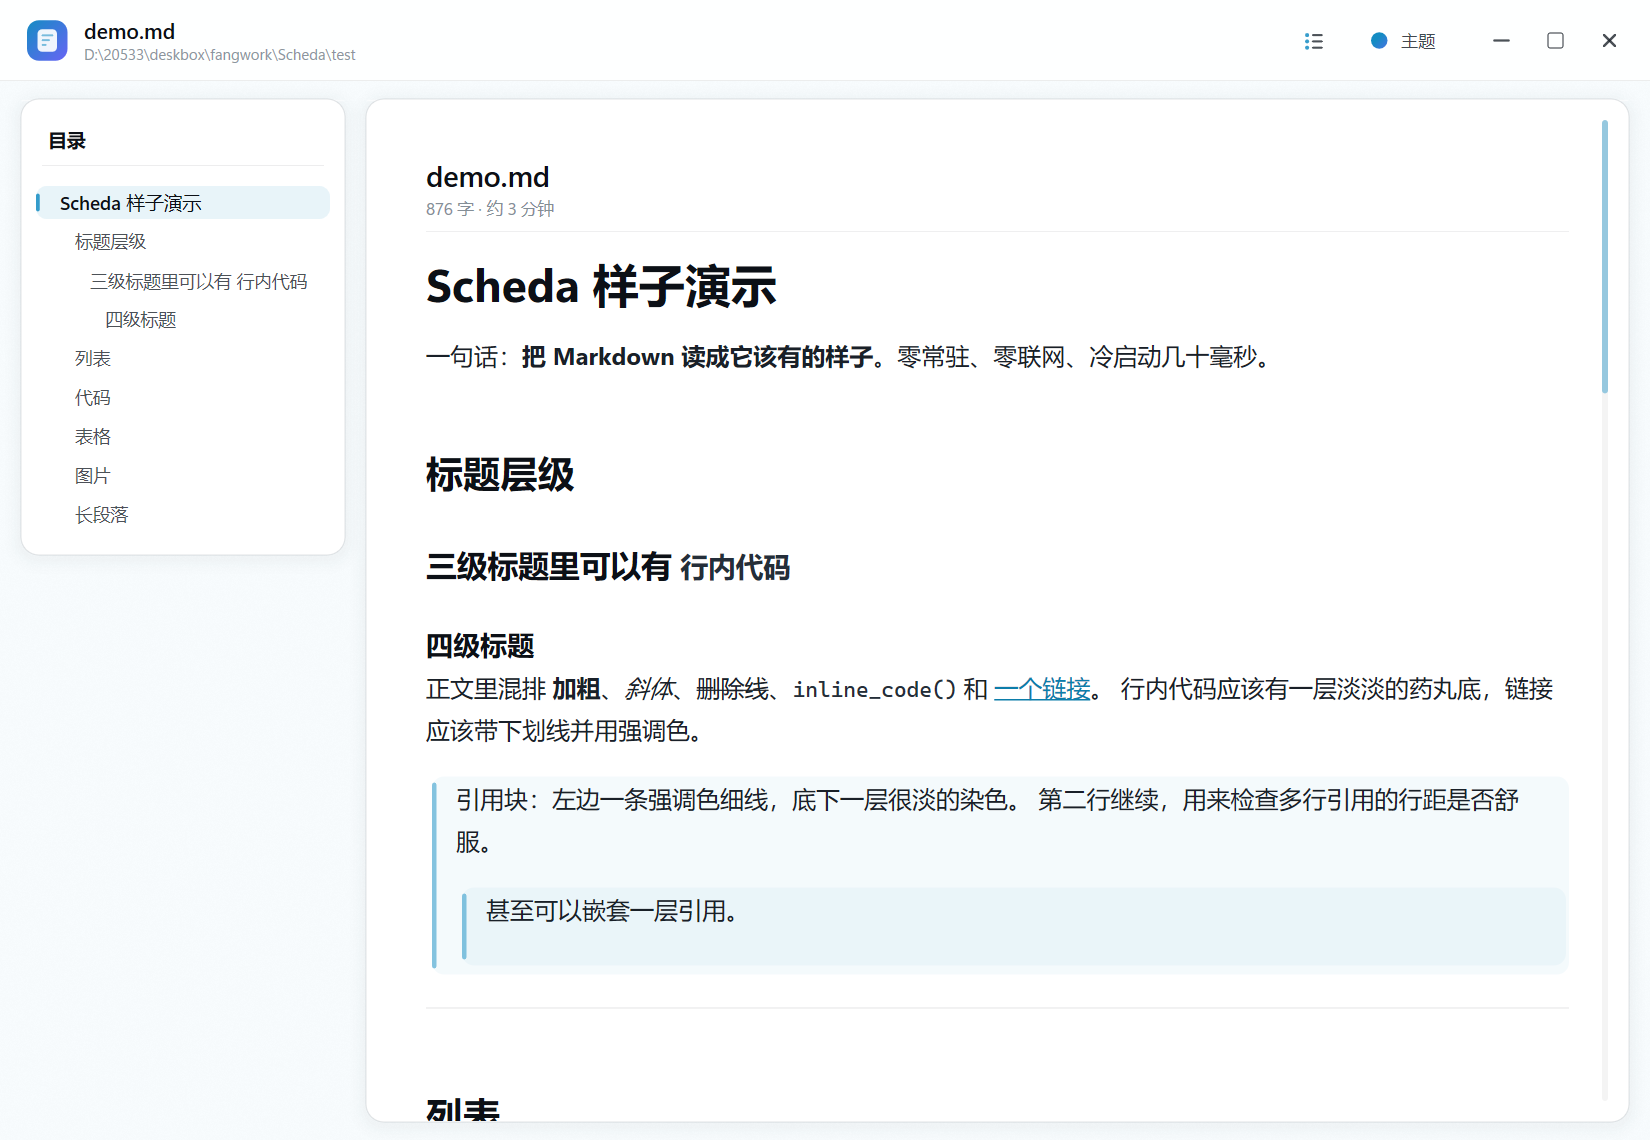 demo.md
D:\20533\deskbox\fangwork\Scheda\test
主题
目录
Scheda 样子演示
标题层级
三级标题里可以有 行内代码
四级标题
列表
代码
表格
图片
长段落
demo.md
876 字 · 约 3 分钟
Scheda 样子演示
一句话：把 Markdown 读成它该有的样子。零常驻、零联网、冷启动几十毫秒。
标题层级
三级标题里可以有 行内代码
四级标题
正文里混排 加粗、斜体、删除线、inline_code() 和 一个链接。 行内代码应该有一层淡淡的药丸底，链接
应该带下划线并用强调色。
引用块：左边一条强调色细线，底下一层很淡的染色。 第二行继续，用来检查多行引用的行距是否舒
服。
甚至可以嵌套一层引用。
列表